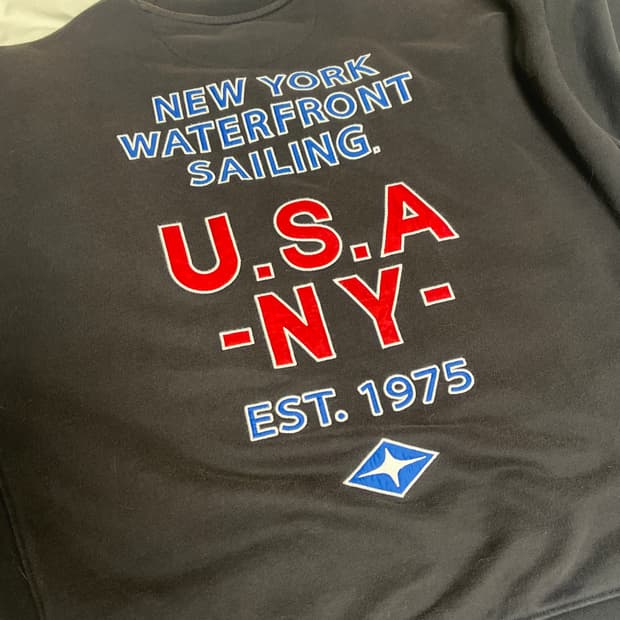 NEW YORK
WATERFRONT
SAILING.
U.S.A
-NY-
EST. 1975